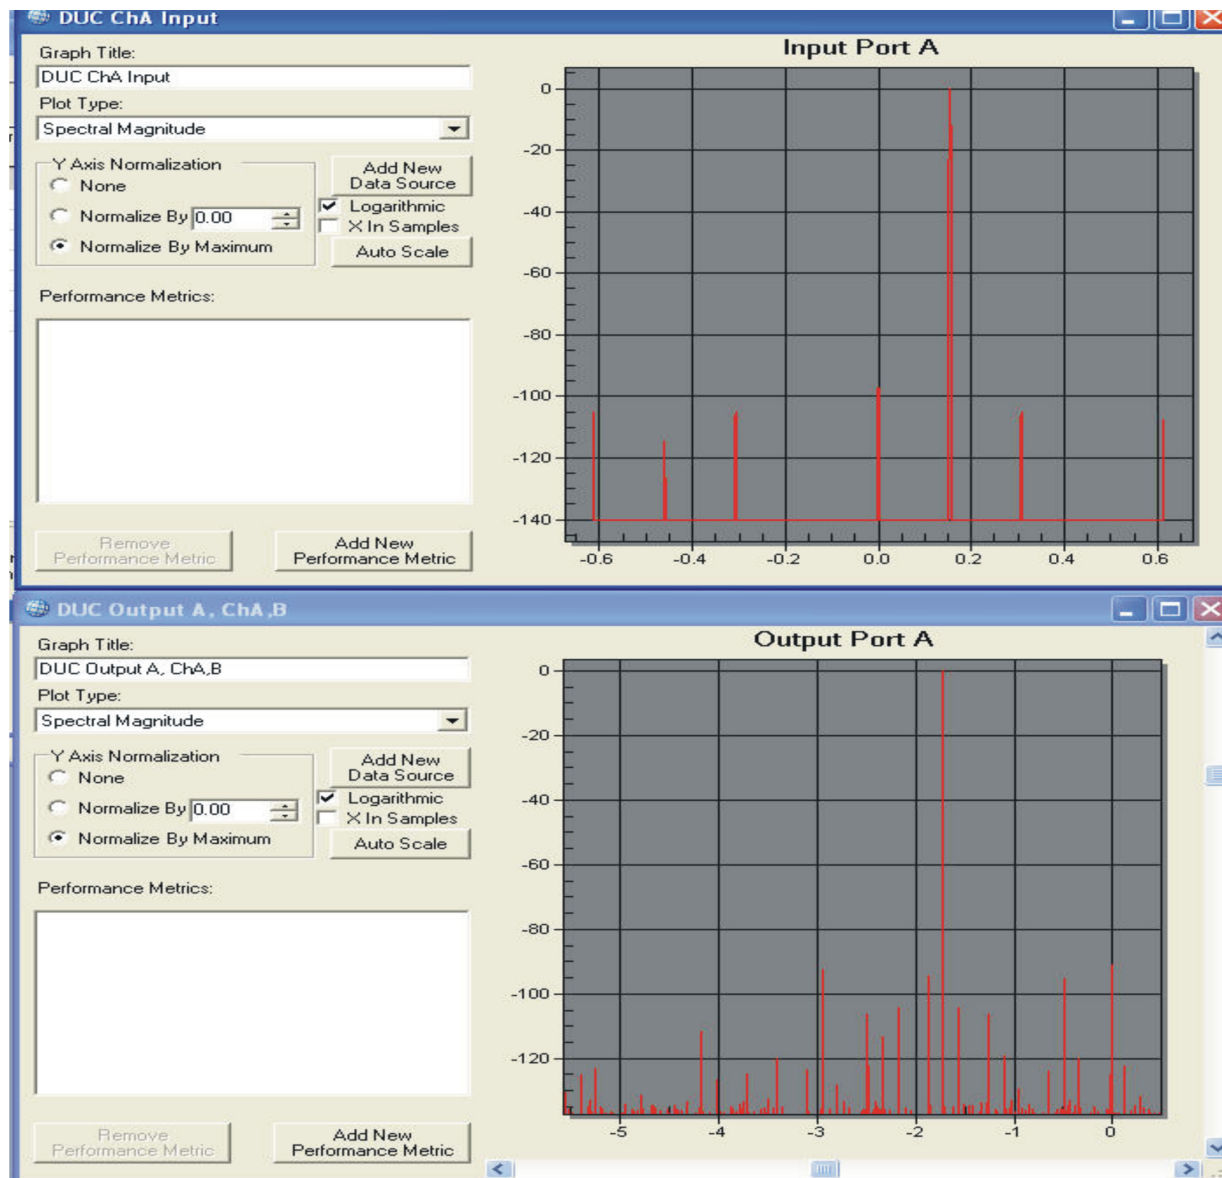 DUC ChA Input
Graph Title:
DUC ChA Input
Plot Type:
Spectral Magnitude
Y Axis Normalization
None
Normalize By 0.00
Normalize By Maximum
Add New
Data Source
Logarithmic
X In Samples
Auto Scale
Performance Metrics:
Remove
Performance Metric
Add New
Performance Metric
Input Port A
0
-20
-40
-60
-80
-100
-120
-140
-0.6 -0.4 -0.2 0.0 0.2 0.4 0.6
DUC Output A, ChA,B
Graph Title:
DUC Output A, ChA,B
Plot Type:
Spectral Magnitude
Y Axis Normalization
None
Normalize By 0.00
Normalize By Maximum
Add New
Data Source
Logarithmic
X In Samples
Auto Scale
Performance Metrics:
Remove
Performance Metric
Add New
Performance Metric
Output Port A
0
-20
-40
-60
-80
-100
-120
-5 -4 -3 -2 -1 0